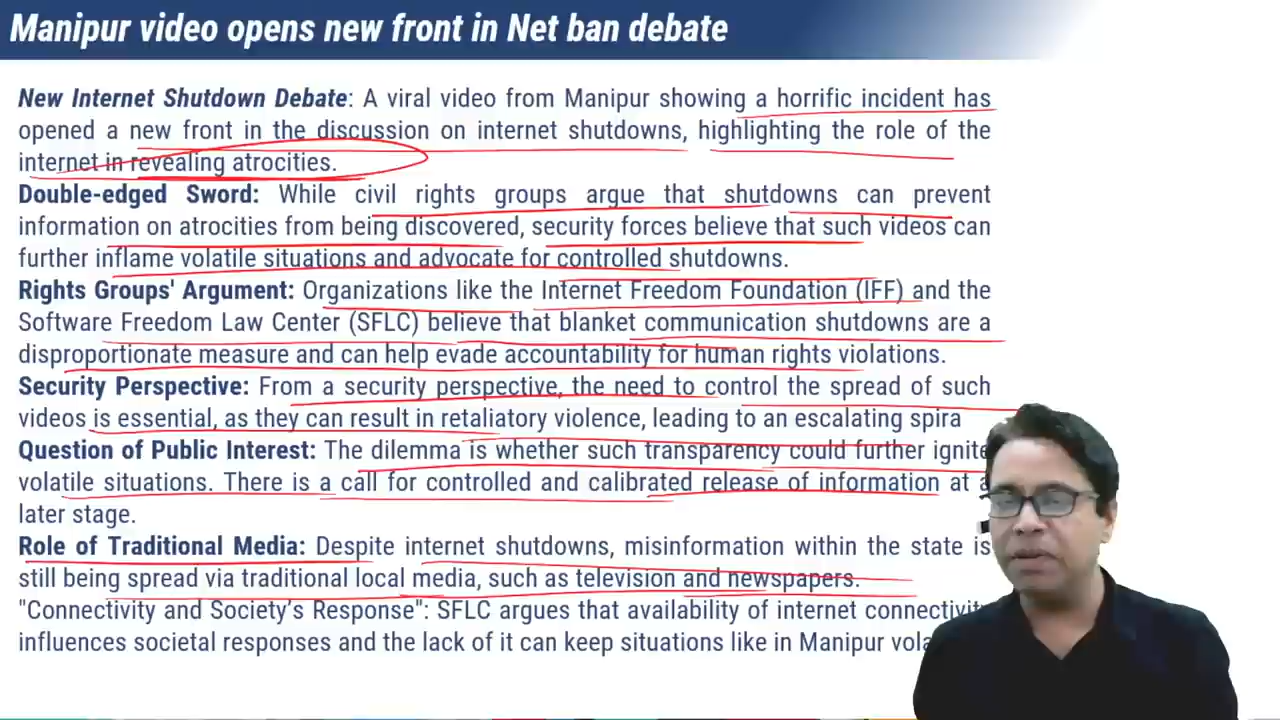 Manipur video opens new front in Net ban debate
New Internet Shutdown Debate: A viral video from Manipur showing a horrific incident has
opened a new front in the discussion on internet shutdowns, highlighting the role of the
internet in revealing atrocities.
Double-edged Sword: While civil rights groups argue that shutdowns can prevent
information on atrocities from being discovered, security forces believe that such videos can
further inflame volatile situations and advocate for controlled shutdowns.
Rights Groups' Argument: Organizations like the Internet Freedom Foundation (IFF) and the
Software Freedom Law Center (SFLC) believe that blanket communication shutdowns are a
disproportionate measure and can help evade accountability for human rights violations.
Security Perspective: From a security perspective, the need to control the spread of such
videos is essential, as they can result in retaliatory violence, leading to an escalating spira
Question of Public Interest: The dilemma is whether such transparency could further ignite
volatile situations. There is a call for controlled and calibrated release of information at a
later stage.
Role of Traditional Media: Despite internet shutdowns, misinformation within the state is
still being spread via traditional local media, such as television and newspapers.
"Connectivity and Society's Response": SFLC argues that availability of internet connectivity
influences societal responses and the lack of it can keep situations like in Manipur